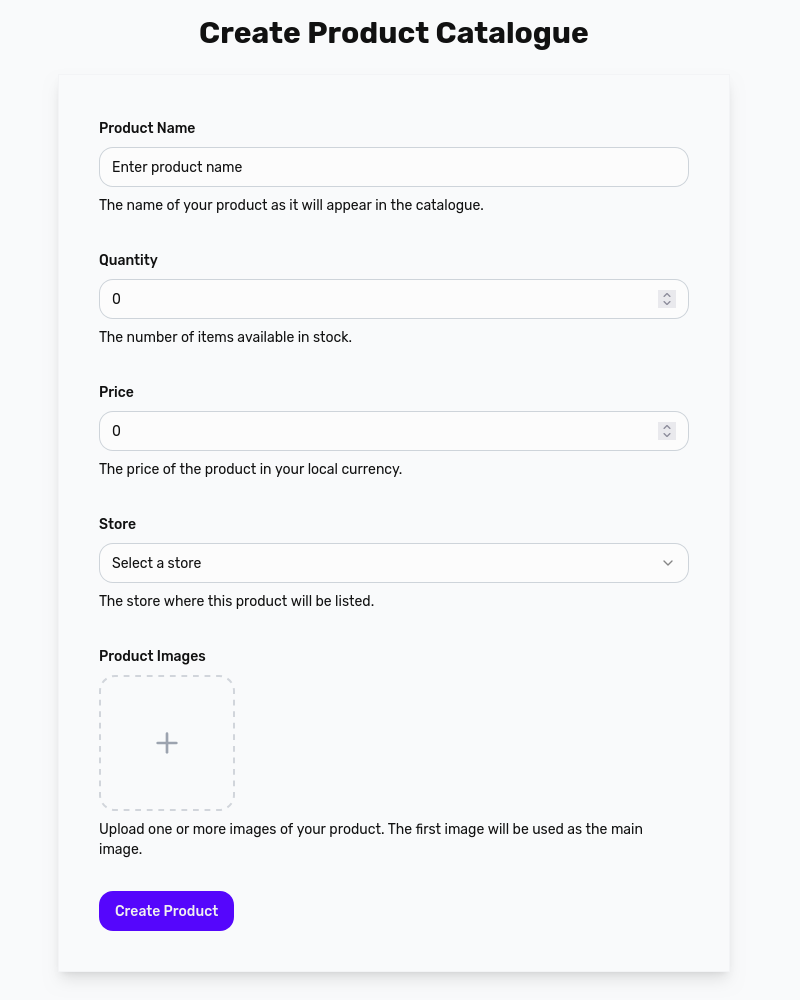 Create Product Catalogue
Product Name
Enter product name
The name of your product as it will appear in the catalogue.
Quantity
0
The number of items available in stock.
Price
0
The price of the product in your local currency.
Store
Select a store
The store where this product will be listed.
Product Images
Upload one or more images of your product. The first image will be used as the main
image.
Create Product